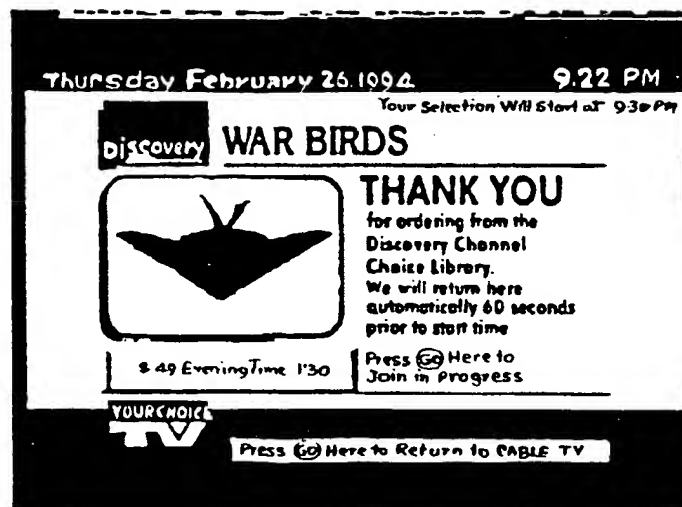 Thursday February 26.1994 9.22 PM
Your Selection Will Start at 9:30 PM
Discovery WAR BIRDS
THANK YOU
for ordering from the
Discovery Channel
Choice Library.
We will return here
automatically 60 seconds
prior to start time
$ 49 Evening Time 1'30
Press GO Here to
Join in Progress
YOUR CHOICE
TV
Press GO Here to Return to CABLE TV